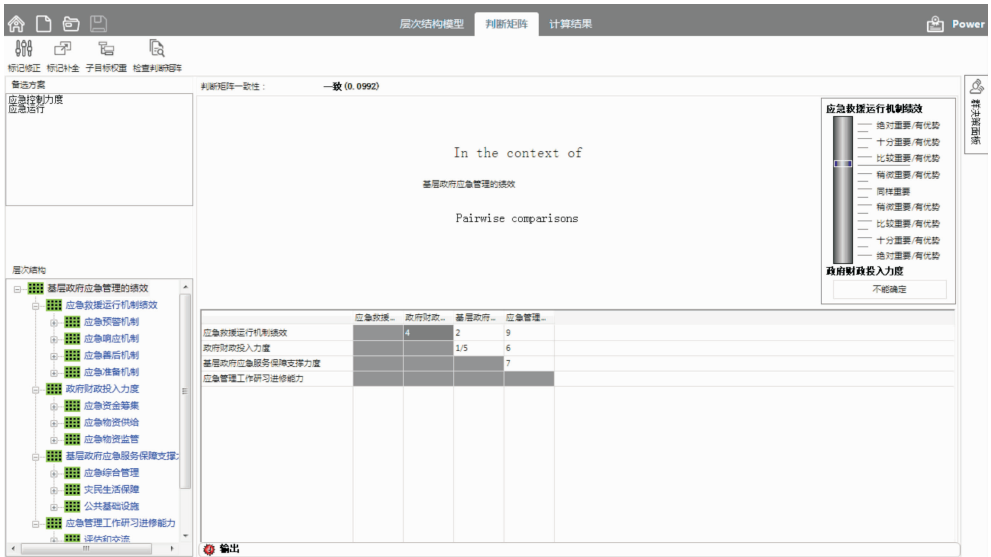 层次结构模型 判断矩阵 计算结果 Power
标记修正 标记补全 子目标权重 检查判断矩阵
备选方案
应急控制力度
应急运行
判断矩阵一致性： 一致(0.0992)
In the context of
基层政府应急管理的绩效
Pairwise comparisons
应急救援运行机制绩效
绝对重要/有优势
十分重要/有优势
比较重要/有优势
稍微重要/有优势
同样重要
稍微重要/有优势
比较重要/有优势
十分重要/有优势
绝对重要/有优势
政府财政投入力度
不能确定
群决策面板
层次结构
基层政府应急管理的绩效
应急救援运行机制绩效
应急预警机制
应急响应机制
应急善后机制
应急准备机制
政府财政投入力度
应急资金筹集
应急物资供给
应急物资监管
基层政府应急服务保障支撑
应急综合管理
灾民生活保障
公共基础设施
应急管理工作研习进修能力
评估和交流
应急救援… 政府财政… 基层政府… 应急管理…
应急救援运行机制绩效 4 2 9
政府财政投入力度 1/5 6
基层政府应急服务保障支撑力度 7
应急管理工作研习进修能力
输出